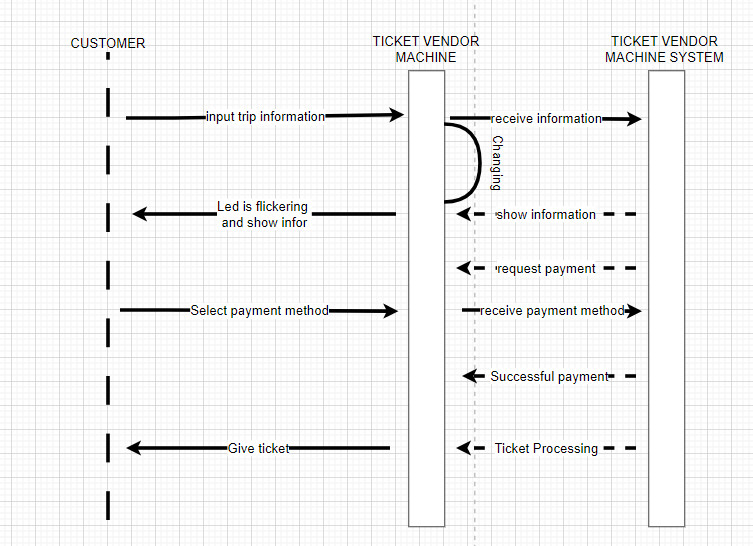 CUSTOMER
TICKET VENDOR
MACHINE
TICKET VENDOR
MACHINE SYSTEM
input trip information
receive information
Changing
Led is flickering
and show infor
show information
request payment
Select payment method
receive payment method
Successful payment
Give ticket
Ticket Processing